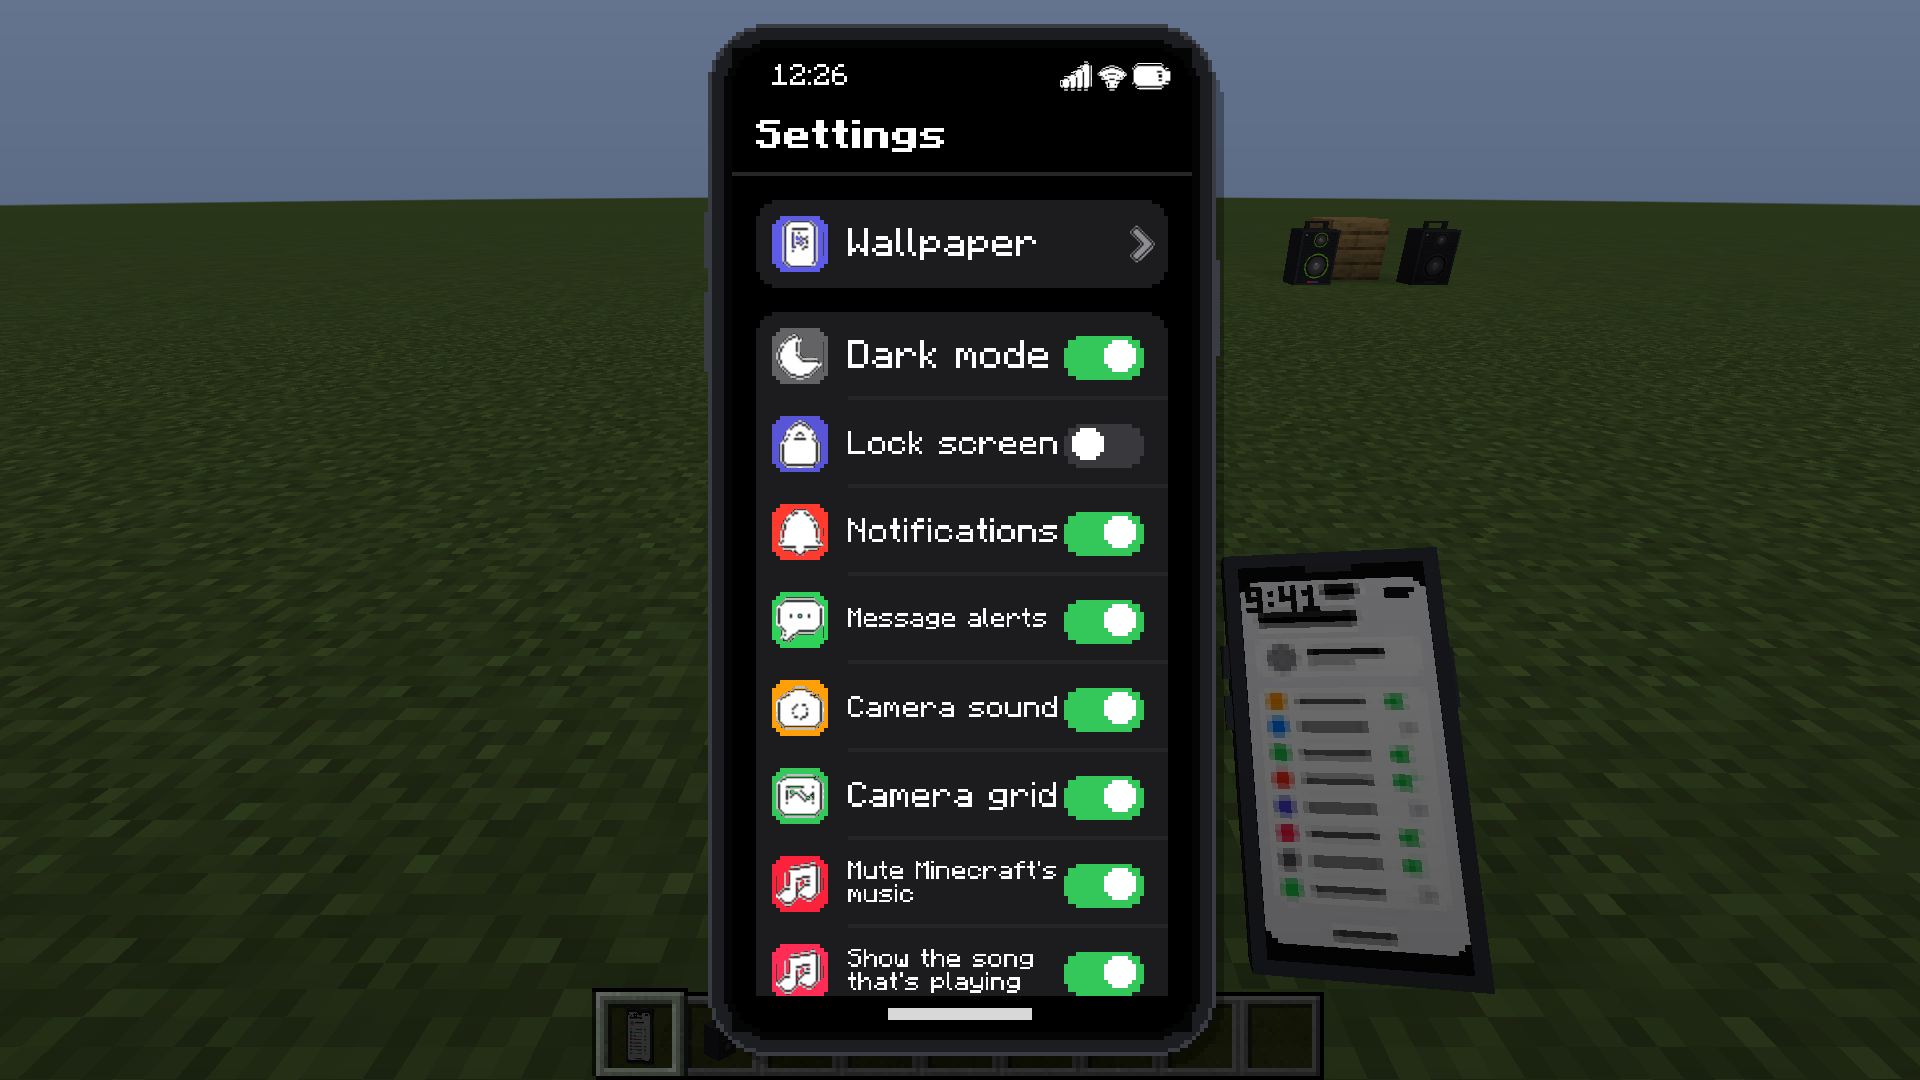 12:26
Settings
Wallpaper
Dark mode
Lock screen
Notifications
Message alerts
Camera sound
Camera grid
Mute Minecraft's
music
Show the song
that's playing
9:41